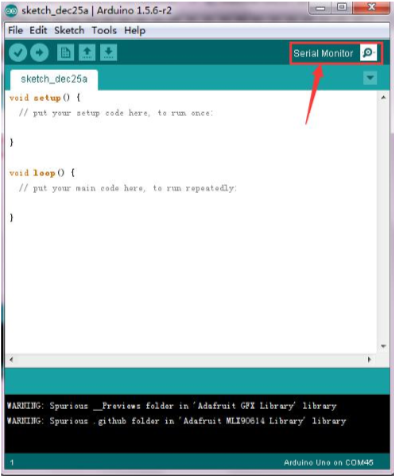 sketch_dec25a | Arduino 1.5.6-r2
File Edit Sketch Tools Help
Serial Monitor
sketch_dec25a
void setup() {
// put your setup code here, to run once:
}
void loop() {
// put your main code here, to run repeatedly:
}
WARNING: Spurious __Previews folder in 'Adafruit GFX Library' library
WARNING: Spurious .github folder in 'Adafruit MLX90614 Library' library
1
Arduino Uno on COM45